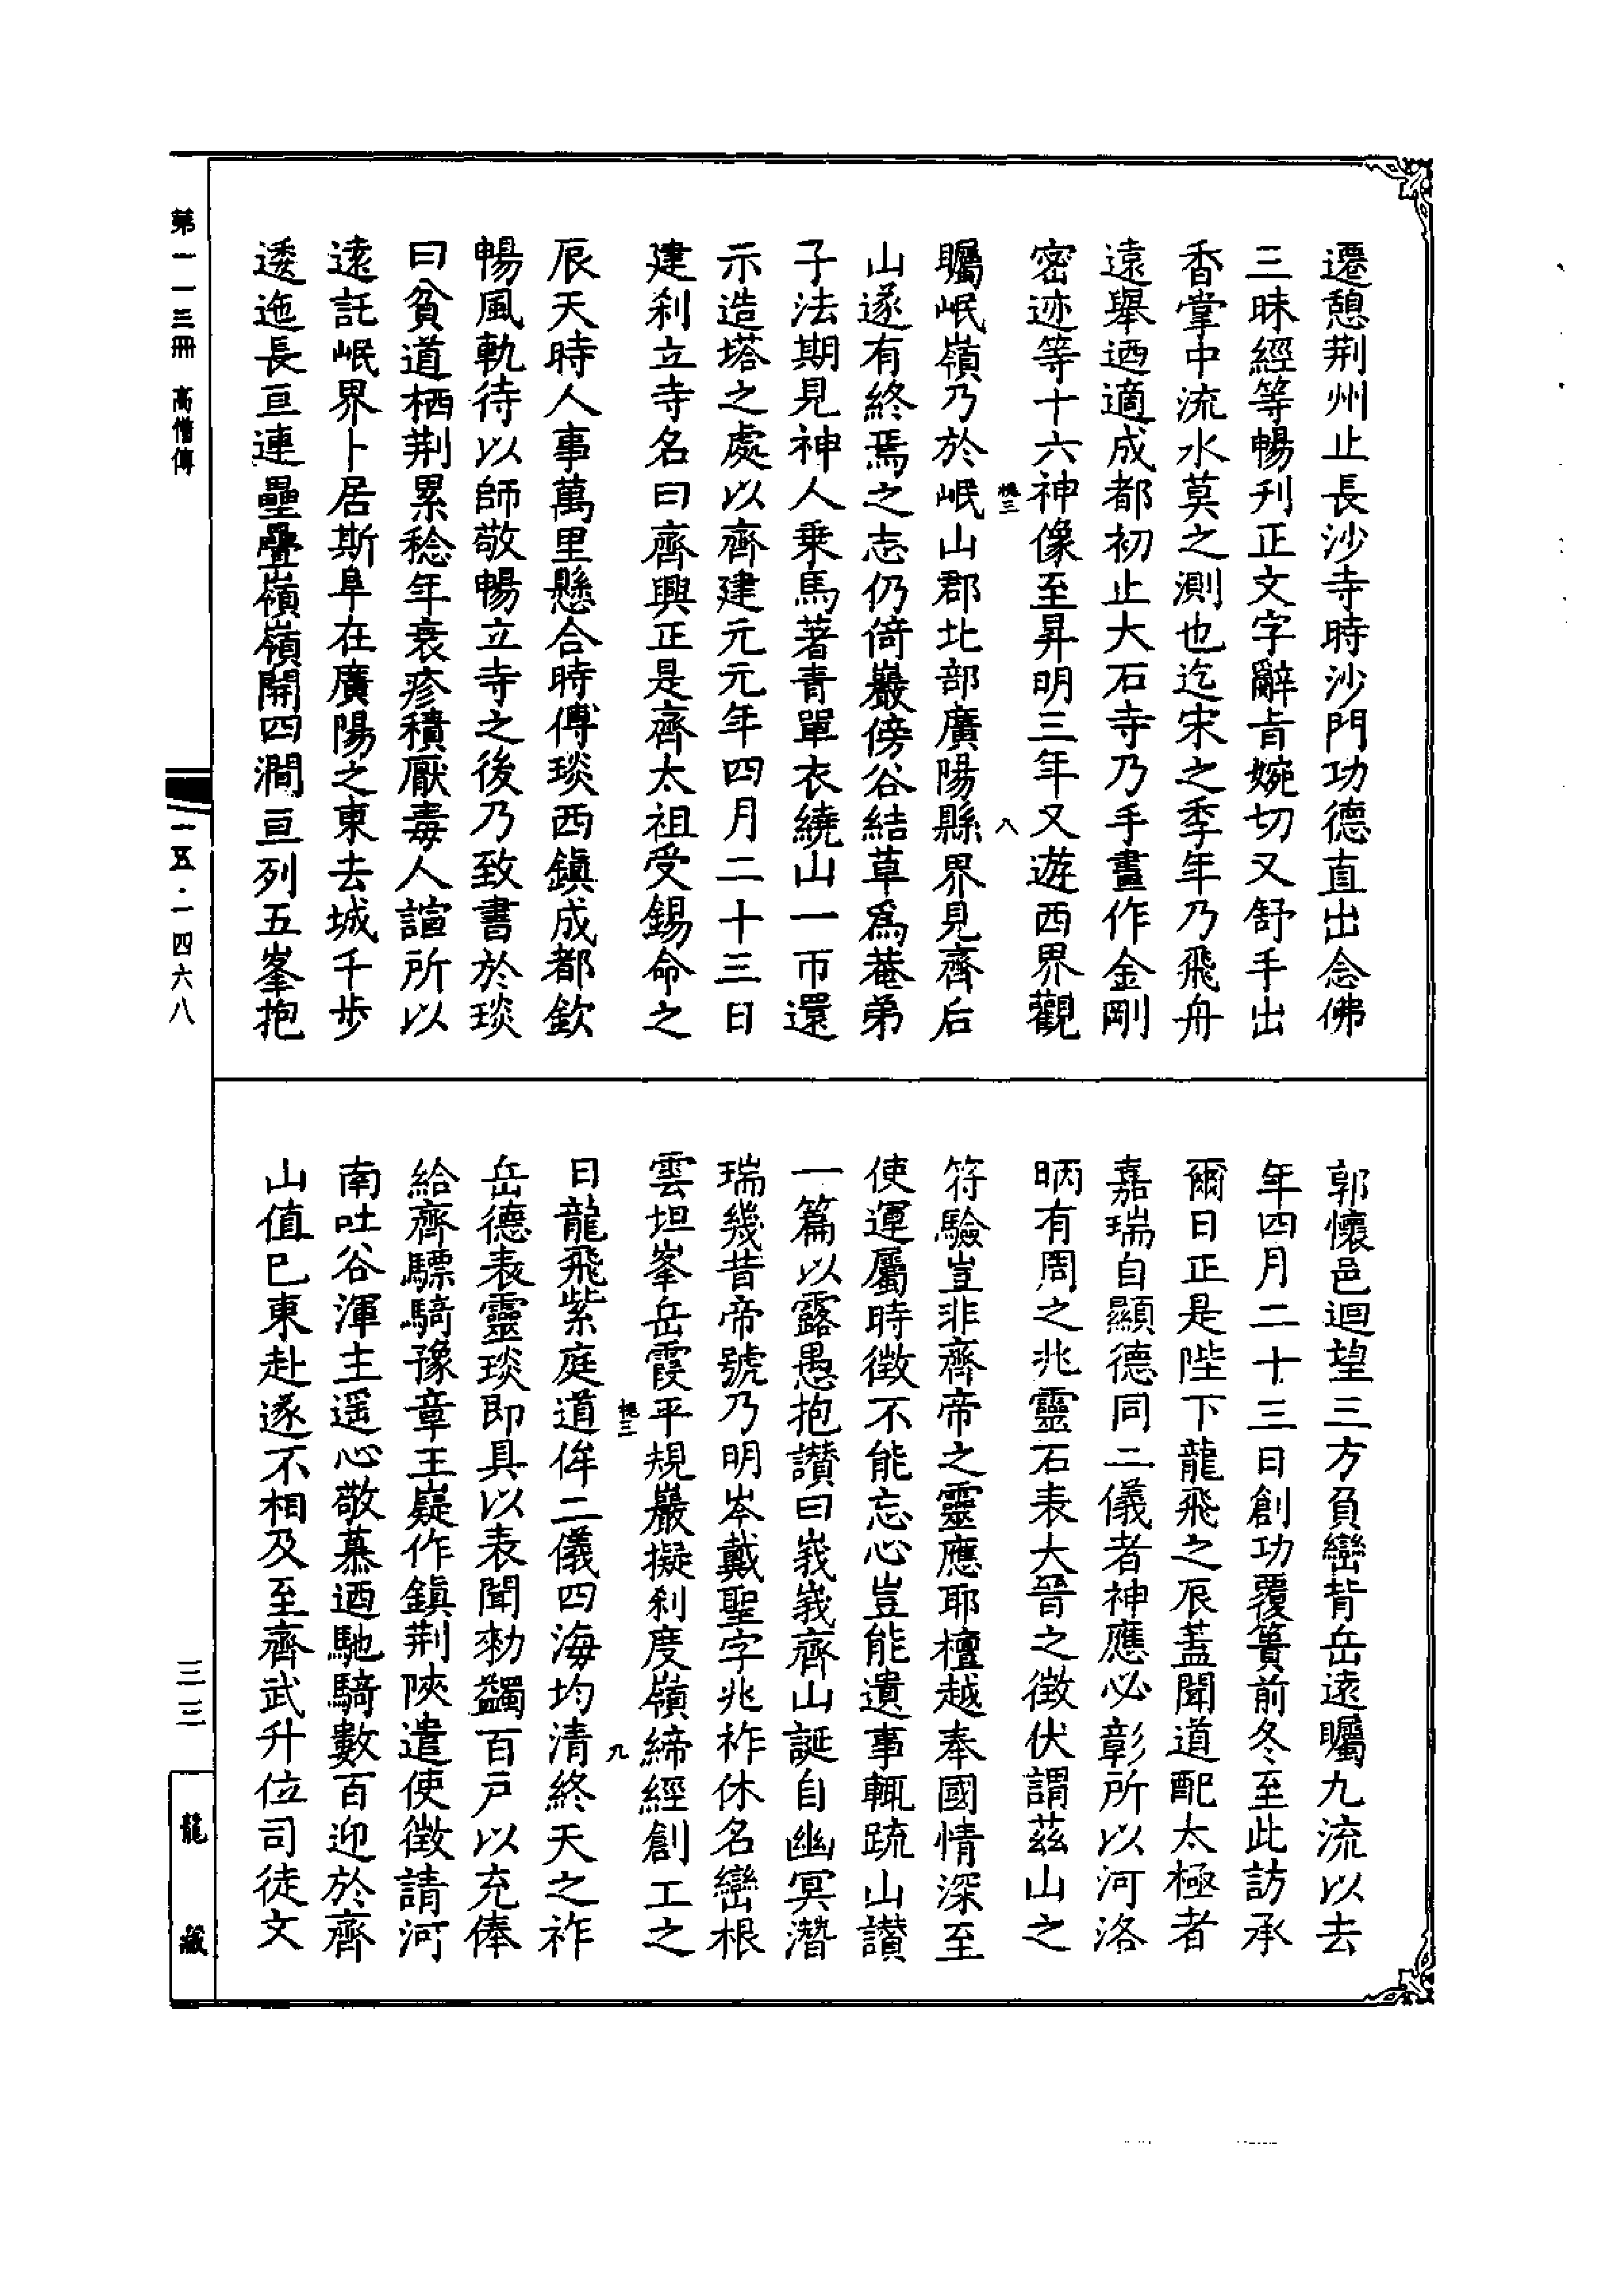 遷憩荆州止長沙寺時沙門功德直出念佛
三昧經等暢刋正文字辭旨婉切又舒手出
香掌中流水莫之測也迄宋之季年乃飛舟
遠舉迺適成都初止大石寺乃手畫作金剛
密迹等十六神像至昇明三年又遊西界觀
矚岷嶺乃於岷山郡北部廣陽縣界見齊后
山遂有終焉之志仍倚巖傍谷結草爲菴弟
子法期見神人乗馬著青單衣繞山一帀還
示造塔之處以齊建元元年四月二十三日
建刹立寺名曰齊興正是齊太祖受錫命之
辰天時人事萬里懸合時傅琰西鎮成都欽
暢風軌待以師敬暢立寺之後乃致書於琰
曰貧道栖荆累稔年衰疹積厭毒人諠所以
遠託岷界卜居斯阜在廣陽之東去城千步
逶迤長亘連壘疊嶺嶺開四澗亘列五峯抱
郭懷邑迴望三方負巒背岳遠矚九流以去
年四月二十三日創功覆簣前冬至此訪承
爾日正是陛下龍飛之辰蓋聞道配太極者
嘉瑞自顯德同二儀者神應必彰所以河洛
昞有周之兆靈石表大晉之徴伏謂茲山之
符驗豈非齊帝之靈應耶檀越奉國情深至
使運屬時徴不能忘心豈能遺事輒疏山讚
一篇以露愚抱讚曰峩峩齊山誕自幽冥潛
瑞幾昔帝號乃明岑戴聖字兆祚休名巒根
雲坦峯岳霞平規巖擬刹度嶺締經創工之
日龍飛紫庭道侔二儀四海均清終天之祚
岳德表靈琰即具以表聞勑蠲百戸以充俸
給齊驃騎豫章王嶷作鎮荆陝遣使徴請河
南吐谷渾主遥心敬慕迺馳騎數百迎於齊
山值巳東赴遂不相及至齊武升位司徒文
槐三
八
槐三
九
第一一三冊 高僧傳
一五·一四六八
三三
龍藏